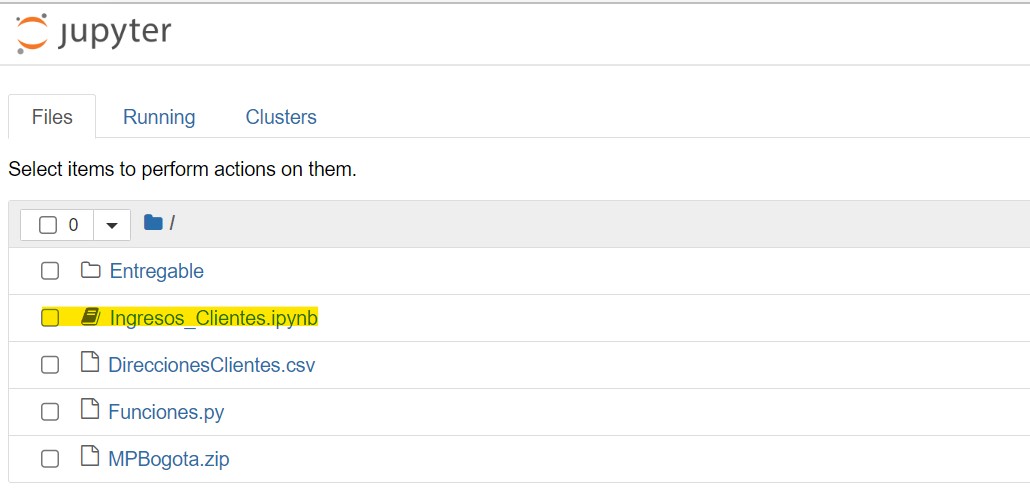 jupyter
Files Running Clusters
Select items to perform actions on them.
0 /
Entregable
Ingresos_Clientes.ipynb
DireccionesClientes.csv
Funciones.py
MPBogota.zip